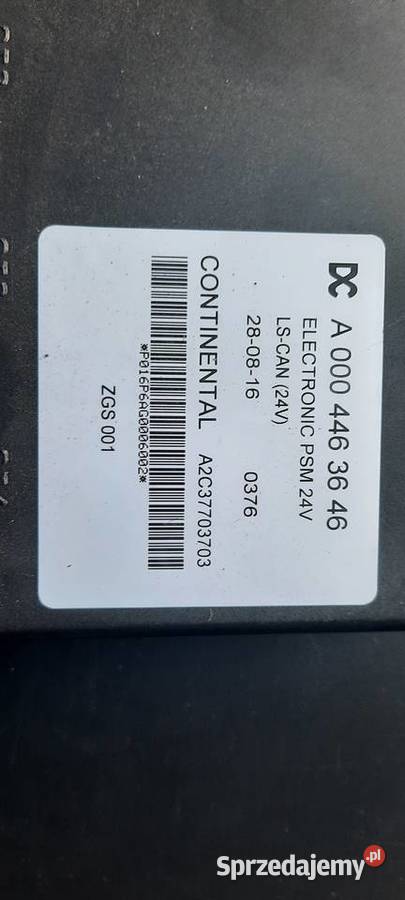 DC A 000 446 36 46
ELECTRONIC PSM 24V
LS-CAN (24V)
28-08-16 0376
CONTINENTAL A2C37703703
*P016P6AG0006002*
ZGS 001
Sprzedajemy.pl